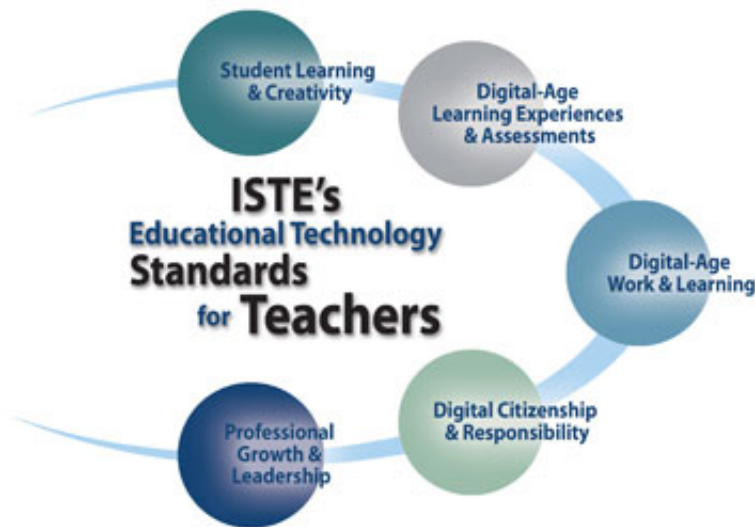 Student Learning
& Creativity
Digital-Age
Learning Experiences
& Assessments
ISTE's
Educational Technology
Standards
for Teachers
Digital-Age
Work & Learning
Digital Citizenship
& Responsibility
Professional
Growth &
Leadership